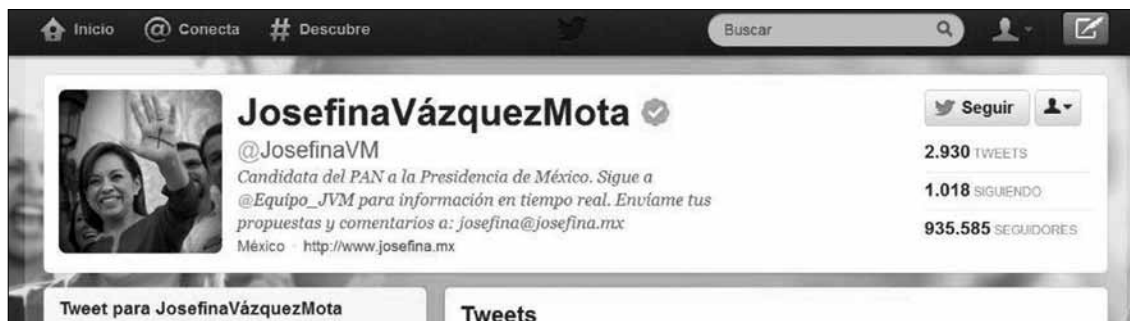 Inicio @ Conecta # Descubre Buscar
JosefinaVázquezMota Seguir
@JosefinaVM
2.930 TWEETS
Candidata del PAN a la Presidencia de México. Sigue a
@Equipo_JVM para información en tiempo real. Envíame tus
propuestas y comentarios a: josefina@josefina.mx
1.018 SIGUIENDO
México · http://www.josefina.mx
935.585 SEGUIDORES
Tweet para JosefinaVázquezMota
Tweets